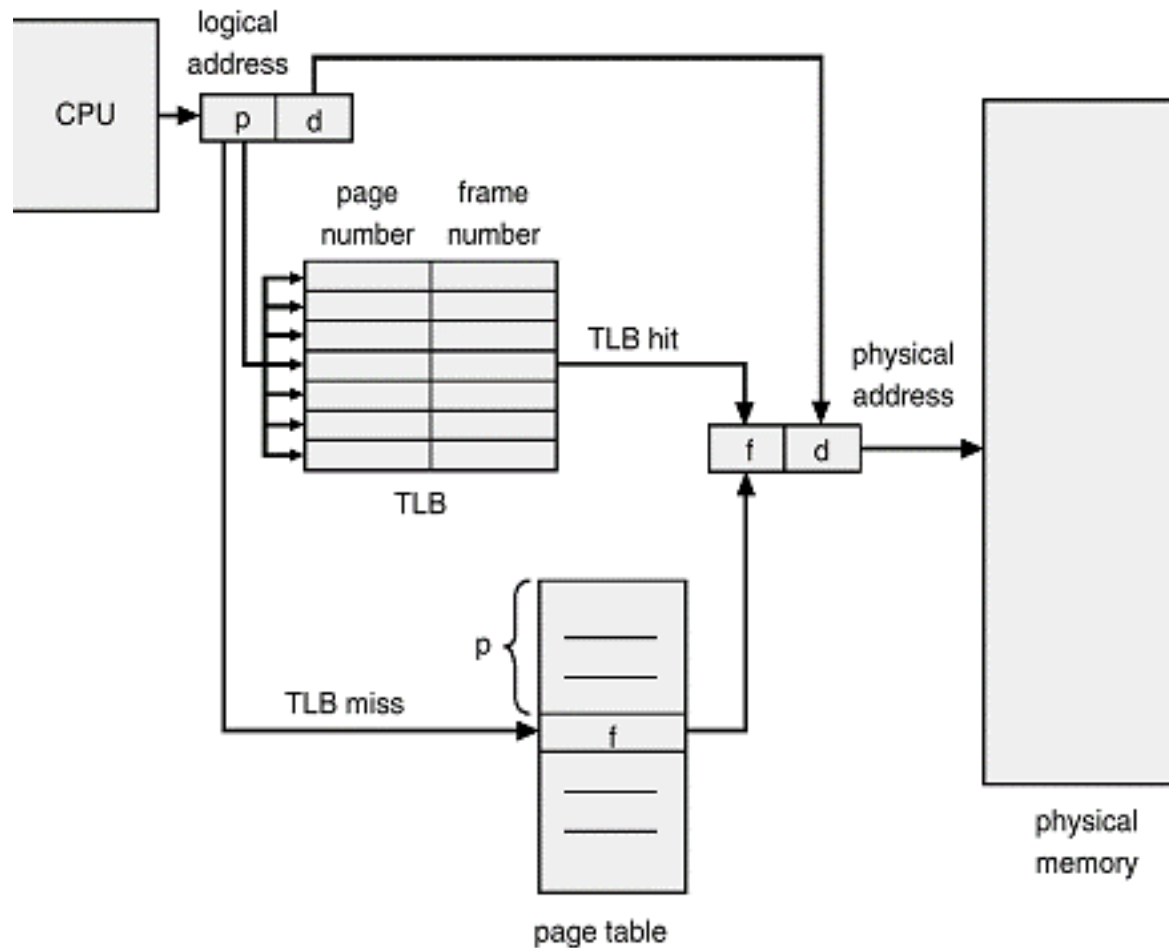 logical
address
CPU
p
d
page
number
frame
number
TLB hit
physical
address
f
d
TLB
p
TLB miss
f
physical
memory
page table